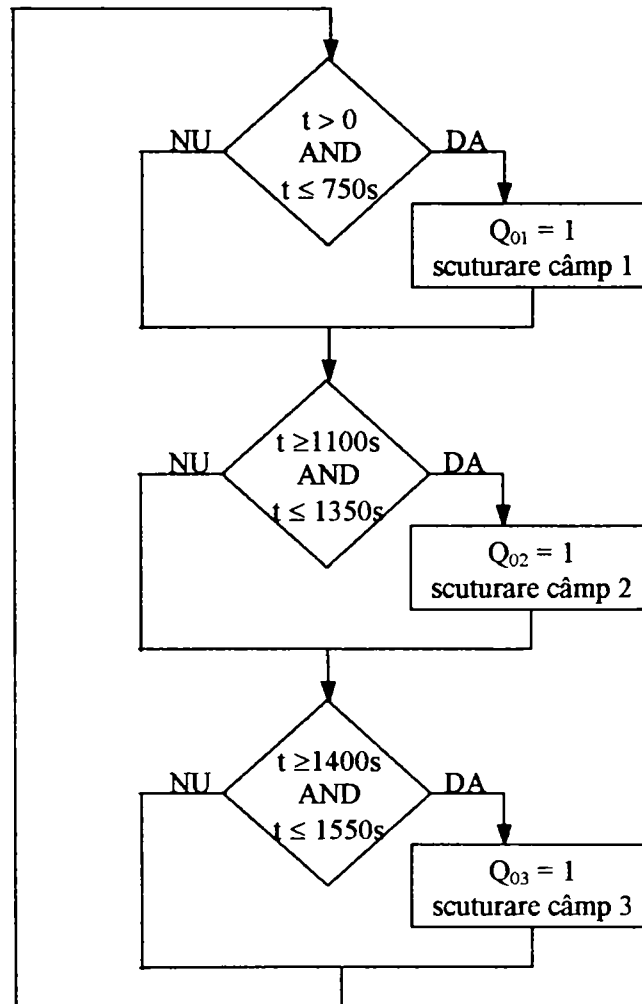 t > 0
NU AND DA
t ≤ 750s
Q01 = 1
scuturare câmp 1
t ≥1100s
NU AND DA
t ≤ 1350s
Q02 = 1
scuturare câmp 2
t ≥1400s
NU AND DA
t ≤ 1550s
Q03 = 1
scuturare câmp 3